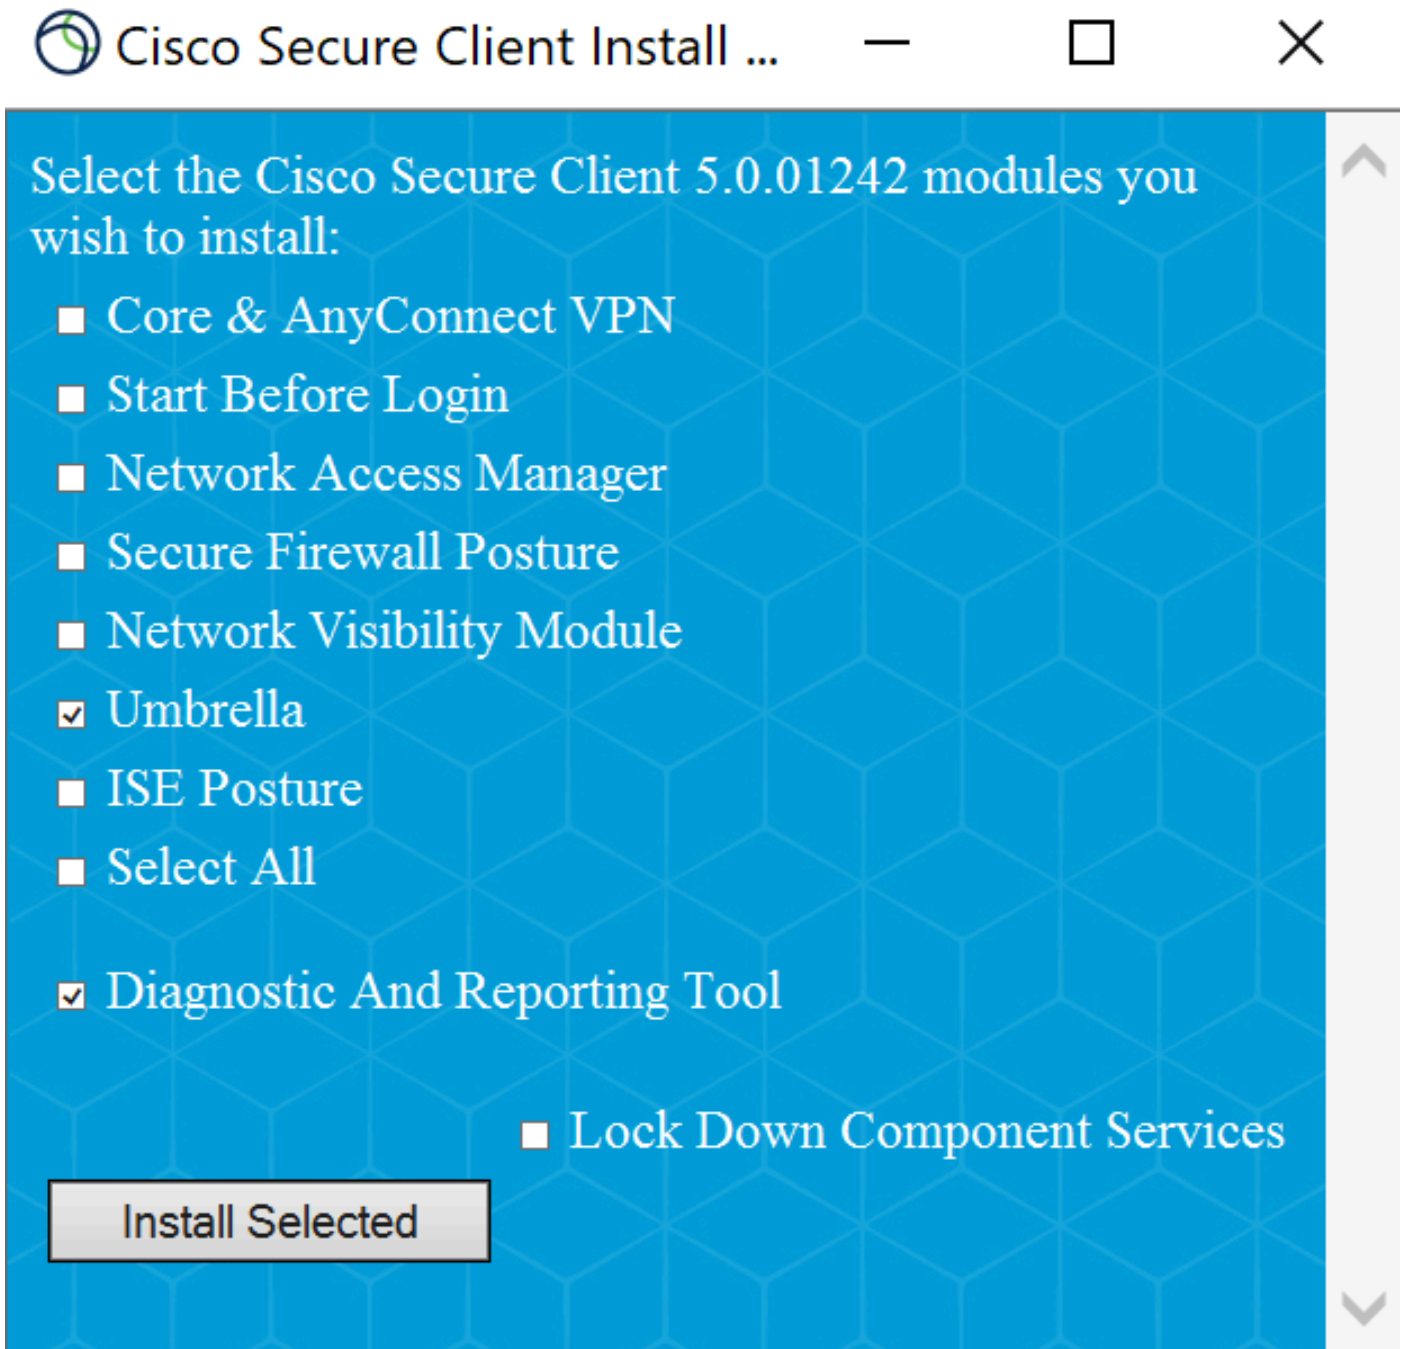 Cisco Secure Client Install ...
Select the Cisco Secure Client 5.0.01242 modules you
wish to install:
Core & AnyConnect VPN
Start Before Login
Network Access Manager
Secure Firewall Posture
Network Visibility Module
Umbrella
ISE Posture
Select All
Diagnostic And Reporting Tool
Lock Down Component Services
Install Selected